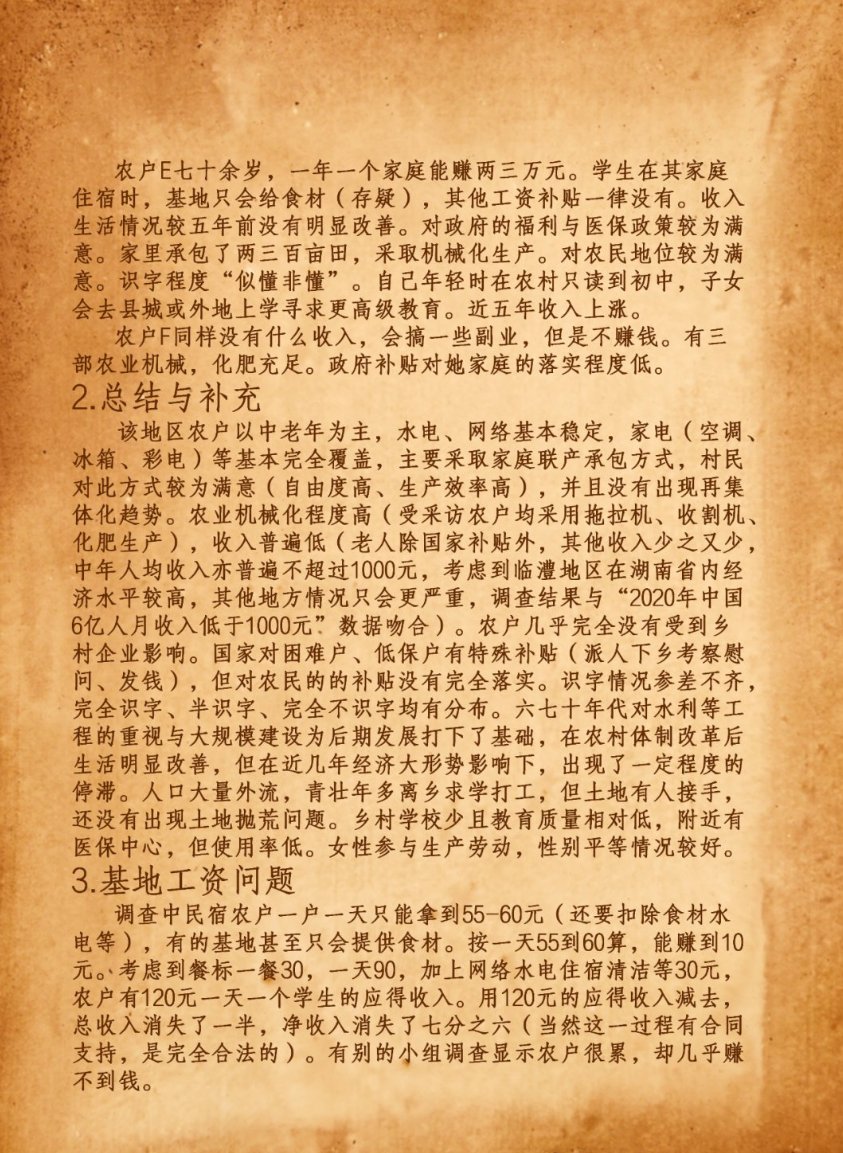 农户E七十余岁，一年一个家庭能赚两三万元。学生在其家庭
住宿时，基地只会给食材（存疑），其他工资补贴一律没有。收入
生活情况较五年前没有明显改善。对政府的福利与医保政策较为满
意。家里承包了两三百亩田，采取机械化生产。对农民地位较为满
意。识字程度“似懂非懂”。自己年轻时在农村只读到初中，子女
会去县城或外地上学寻求更高级教育。近五年收入上涨。
农户F同样没有什么收入，会搞一些副业，但是不赚钱。有三
部农业机械，化肥充足。政府补贴对她家庭的落实程度低。
2.总结与补充
该地区农户以中老年为主，水电、网络基本稳定，家电（空调、
冰箱、彩电）等基本完全覆盖，主要采取家庭联产承包方式，村民
对此方式较为满意（自由度高、生产效率高），并且没有出现再集
体化趋势。农业机械化程度高（受采访农户均采用拖拉机、收割机、
化肥生产），收入普遍低（老人除国家补贴外，其他收入少之又少，
中年人均收入亦普遍不超过1000元，考虑到临澧地区在湖南省内经
济水平较高，其他地方情况只会更严重，调查结果与“2020年中国
6亿人月收入低于1000元”数据吻合）。农户几乎完全没有受到乡
村企业影响。国家对困难户、低保户有特殊补贴（派人下乡考察慰
问、发钱），但对农民的的补贴没有完全落实。识字情况参差不齐，
完全识字、半识字、完全不识字均有分布。六七十年代对水利等工
程的重视与大规模建设为后期发展打下了基础，在农村体制改革后
生活明显改善，但在近几年经济大形势影响下，出现了一定程度的
停滞。人口大量外流，青壮年多离乡求学打工，但土地有人接手，
还没有出现土地抛荒问题。乡村学校少且教育质量相对低，附近有
医保中心，但使用率低。女性参与生产劳动，性别平等情况较好。
3.基地工资问题
调查中民宿农户一户一天只能拿到55-60元（还要扣除食材水
电等），有的基地甚至只会提供食材。按一天55到60算，能赚到10
元。考虑到餐标一餐30，一天90，加上网络水电住宿清洁等30元，
农户有120元一天一个学生的应得收入。用120元的应得收入减去，
总收入消失了一半，净收入消失了七分之六（当然这一过程有合同
支持，是完全合法的）。有别的小组调查显示农户很累，却几乎赚
不到钱。